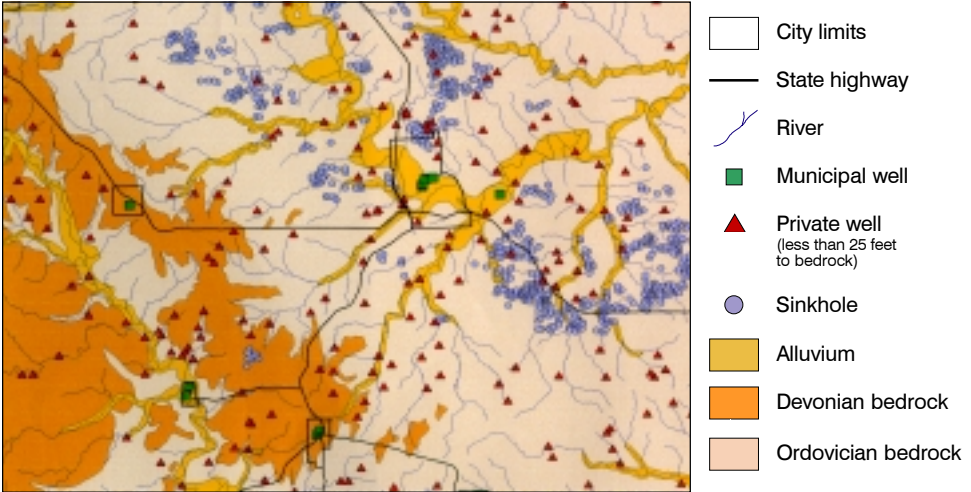 City limits
State highway
River
Municipal well
Private well
(less than 25 feet
to bedrock)
Sinkhole
Alluvium
Devonian bedrock
Ordovician bedrock